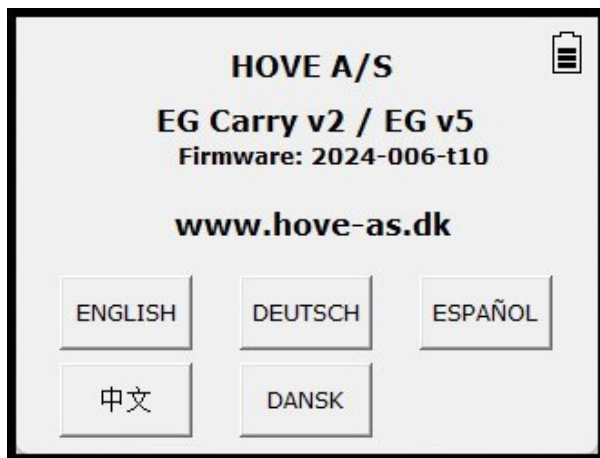 HOVE A/S
EG Carry v2 / EG v5
Firmware: 2024-006-t10
www.hove-as.dk
ENGLISH DEUTSCH ESPAÑOL
中文 DANSK